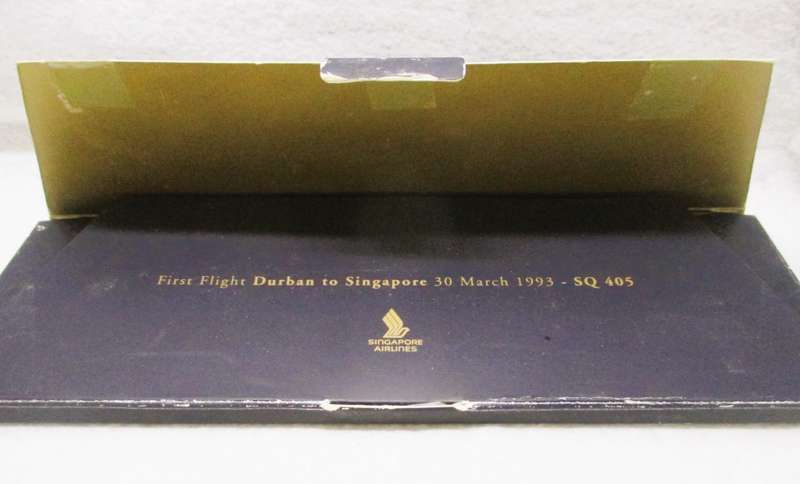 First Flight Durban to Singapore 30 March 1993 - SQ 405
SINGAPORE
AIRLINES